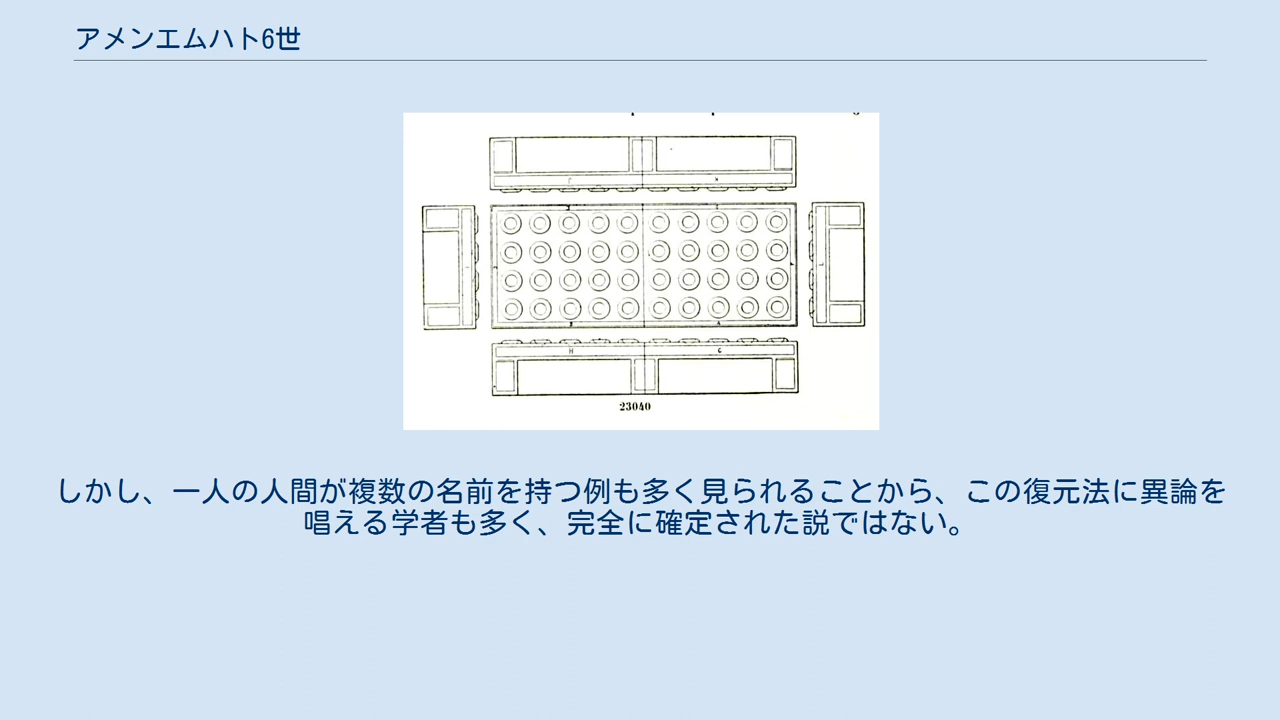 アメンエムハト6世
23040
しかし、一人の人間が複数の名前を持つ例も多く見られることから、この復元法に異論を
唱える学者も多く、完全に確定された説ではない。